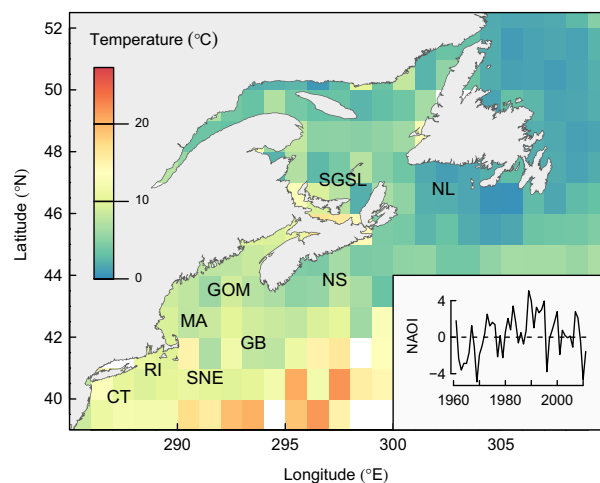 52
Temperature (°C)
50
20
48
SGSL
NL
10
46
Latitude (°N)
0
44
GOM
NS
4
MA
NAOI
0
42
GB
RI
SNE
−4
CT
40
1960 1980 2000
290 295 300 305
Longitude (°E)